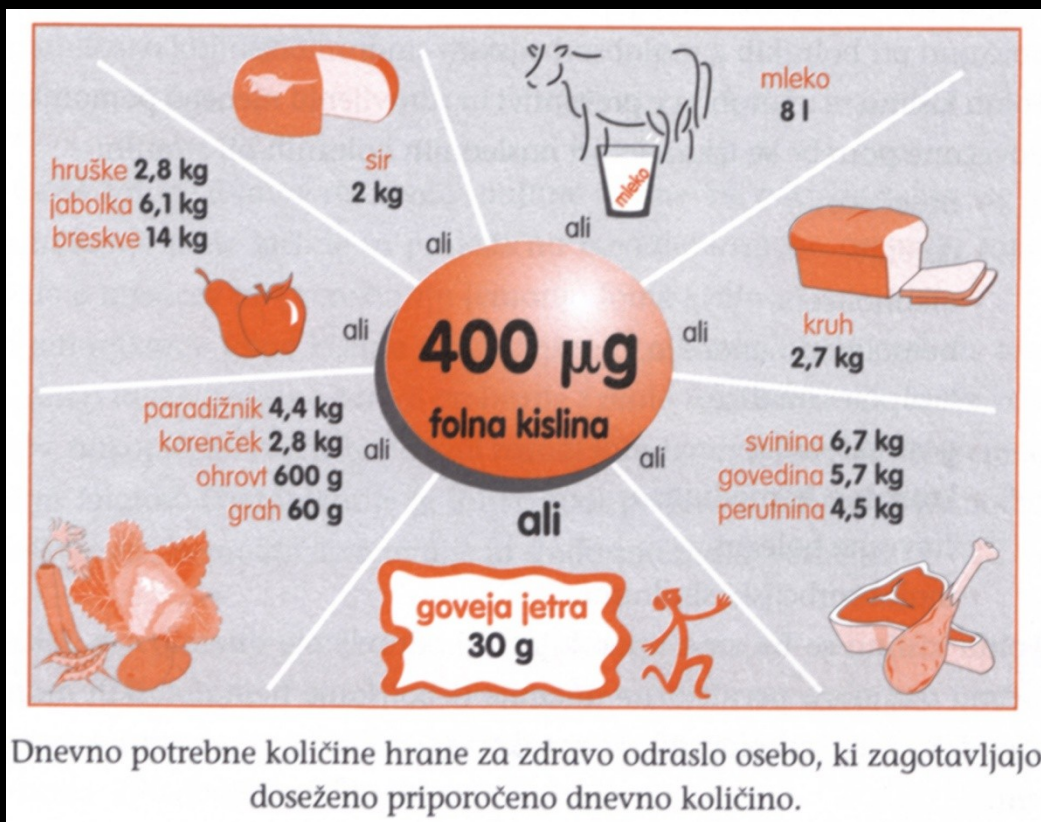 sir
2 kg
mleko
8 l
mleko
hruške 2,8 kg
jabolka 6,1 kg
breskve 14 kg
ali
ali
ali
ali
kruh
2,7 kg
400 µg
folna kislina
paradižnik 4,4 kg
korenček 2,8 kg
ohrovt 600 g
grah 60 g
ali
ali
svinina 6,7 kg
govedina 5,7 kg
perutnina 4,5 kg
ali
goveja jetra
30 g
Dnevno potrebne količine hrane za zdravo odraslo osebo, ki zagotavljajo
doseženo priporočeno dnevno količino.